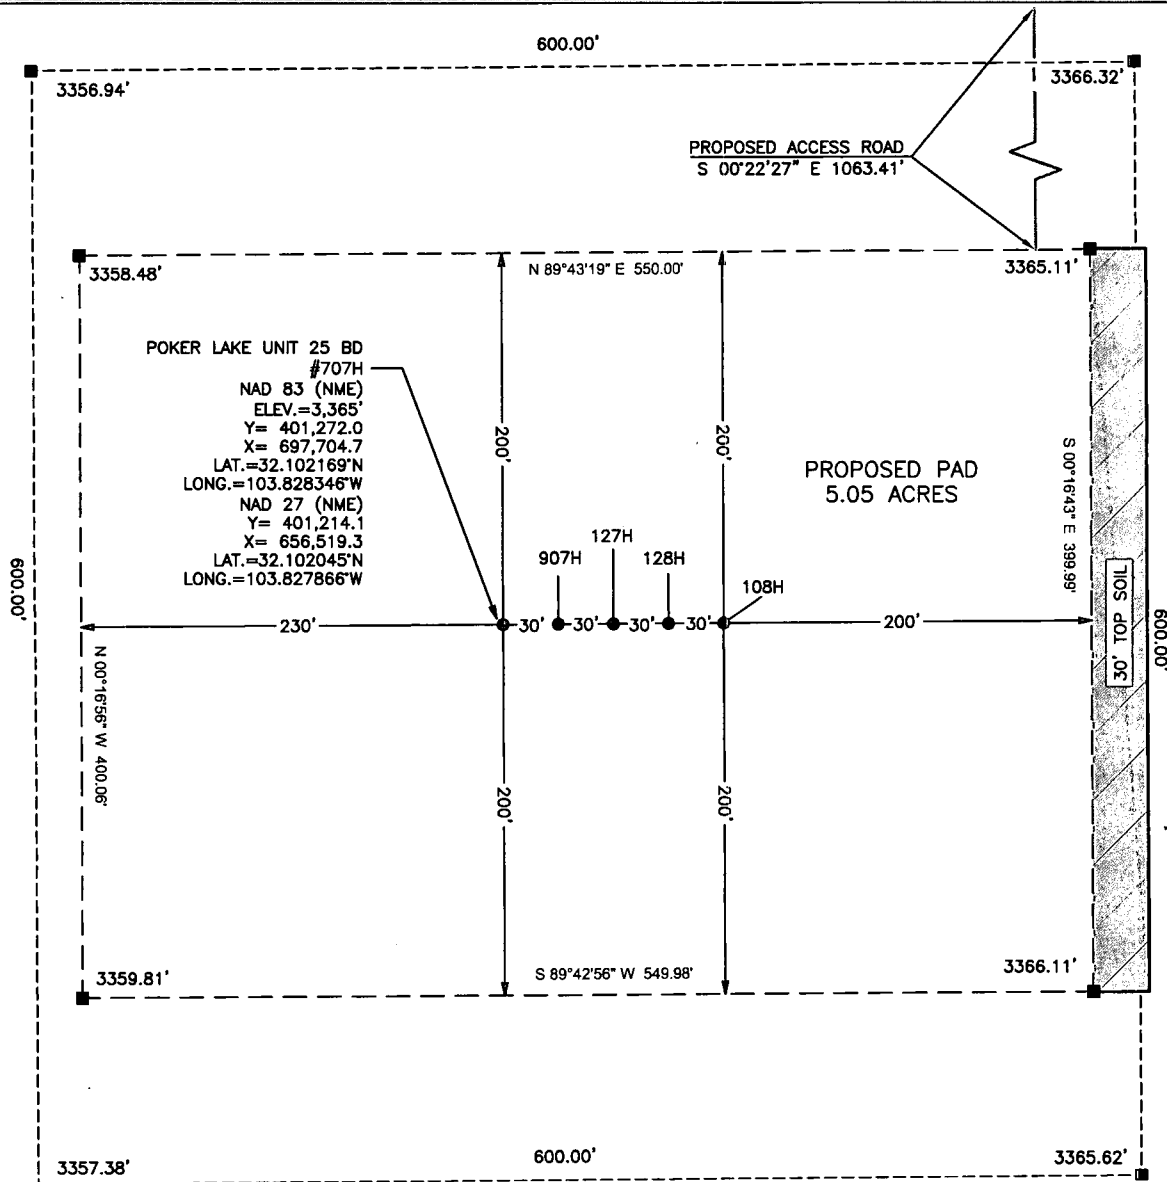 600.00'
3356.94'
3366.32'
PROPOSED ACCESS ROAD
S 00°22'27" E 1063.41'
3358.48'
N 89°43'19" E 550.00'
3365.11'
POKER LAKE UNIT 25 BD
#707H
NAD 83 (NME)
ELEV.=3,365'
Y= 401,272.0
X= 697,704.7
LAT.=32.102169°N
LONG.=103.828346°W
NAD 27 (NME)
Y= 401,214.1
X= 656,519.3
LAT.=32.102045°N
LONG.=103.827866°W
200'
200'
PROPOSED PAD
5.05 ACRES
S 00°16'43" E 399.99'
600.00'
907H
127H
128H
108H
30' TOP SOIL
600.00'
230'
30'
30'
30'
30'
200'
N 00°16'56" W 400.06'
200'
200'
3359.81'
S 89°42'56" W 549.98'
3366.11'
3357.38'
600.00'
3365.62'